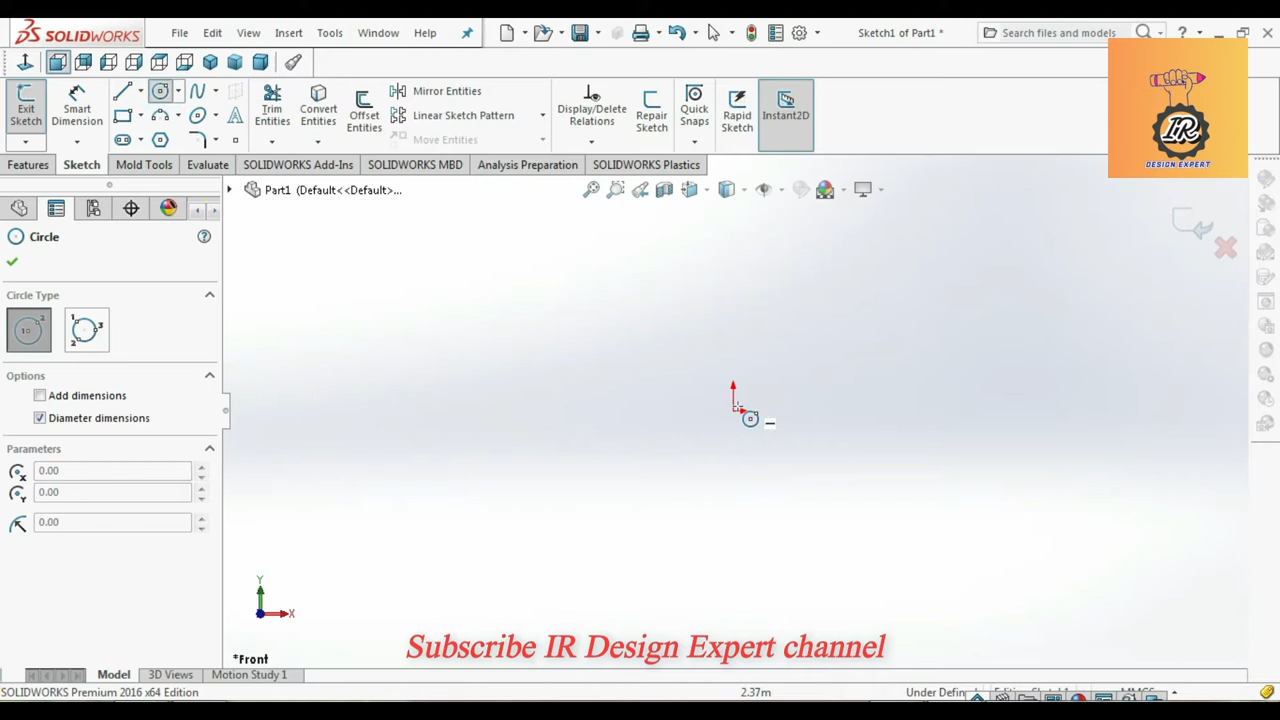 SOLIDWORKS
File
Edit
View
Insert
Tools
Window
Help
Sketch1 of Part1 *
Search files and models
?
IR
DESIGN EXPERT
Exit Sketch
Smart Dimension
Trim Entities
Convert Entities
Offset Entities
Mirror Entities
Linear Sketch Pattern
Move Entities
Display/Delete Relations
Repair Sketch
Quick Snaps
Rapid Sketch
Instant2D
Features
Sketch
Mold Tools
Evaluate
SOLIDWORKS Add-Ins
SOLIDWORKS MBD
Analysis Preparation
SOLIDWORKS Plastics
Part1 (Default<<Default>...
Circle
Circle Type
Options
Add dimensions
Diameter dimensions
Parameters
0.00
0.00
0.00
Y
X
Subscribe IR Design Expert channel
*Front
Model
3D Views
Motion Study 1
SOLIDWORKS Premium 2016 x64 Edition
2.37m
Under Defin